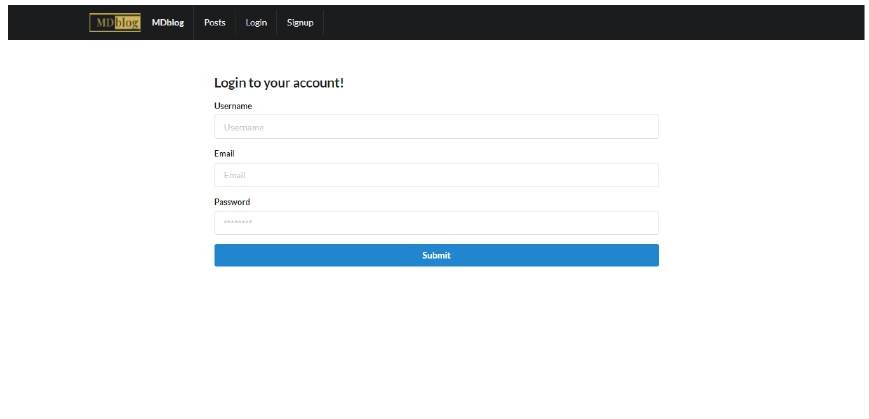 MDblog MDblog Posts Login Signup
Login to your account!
Username
Username
Email
Email
Password
********
Submit